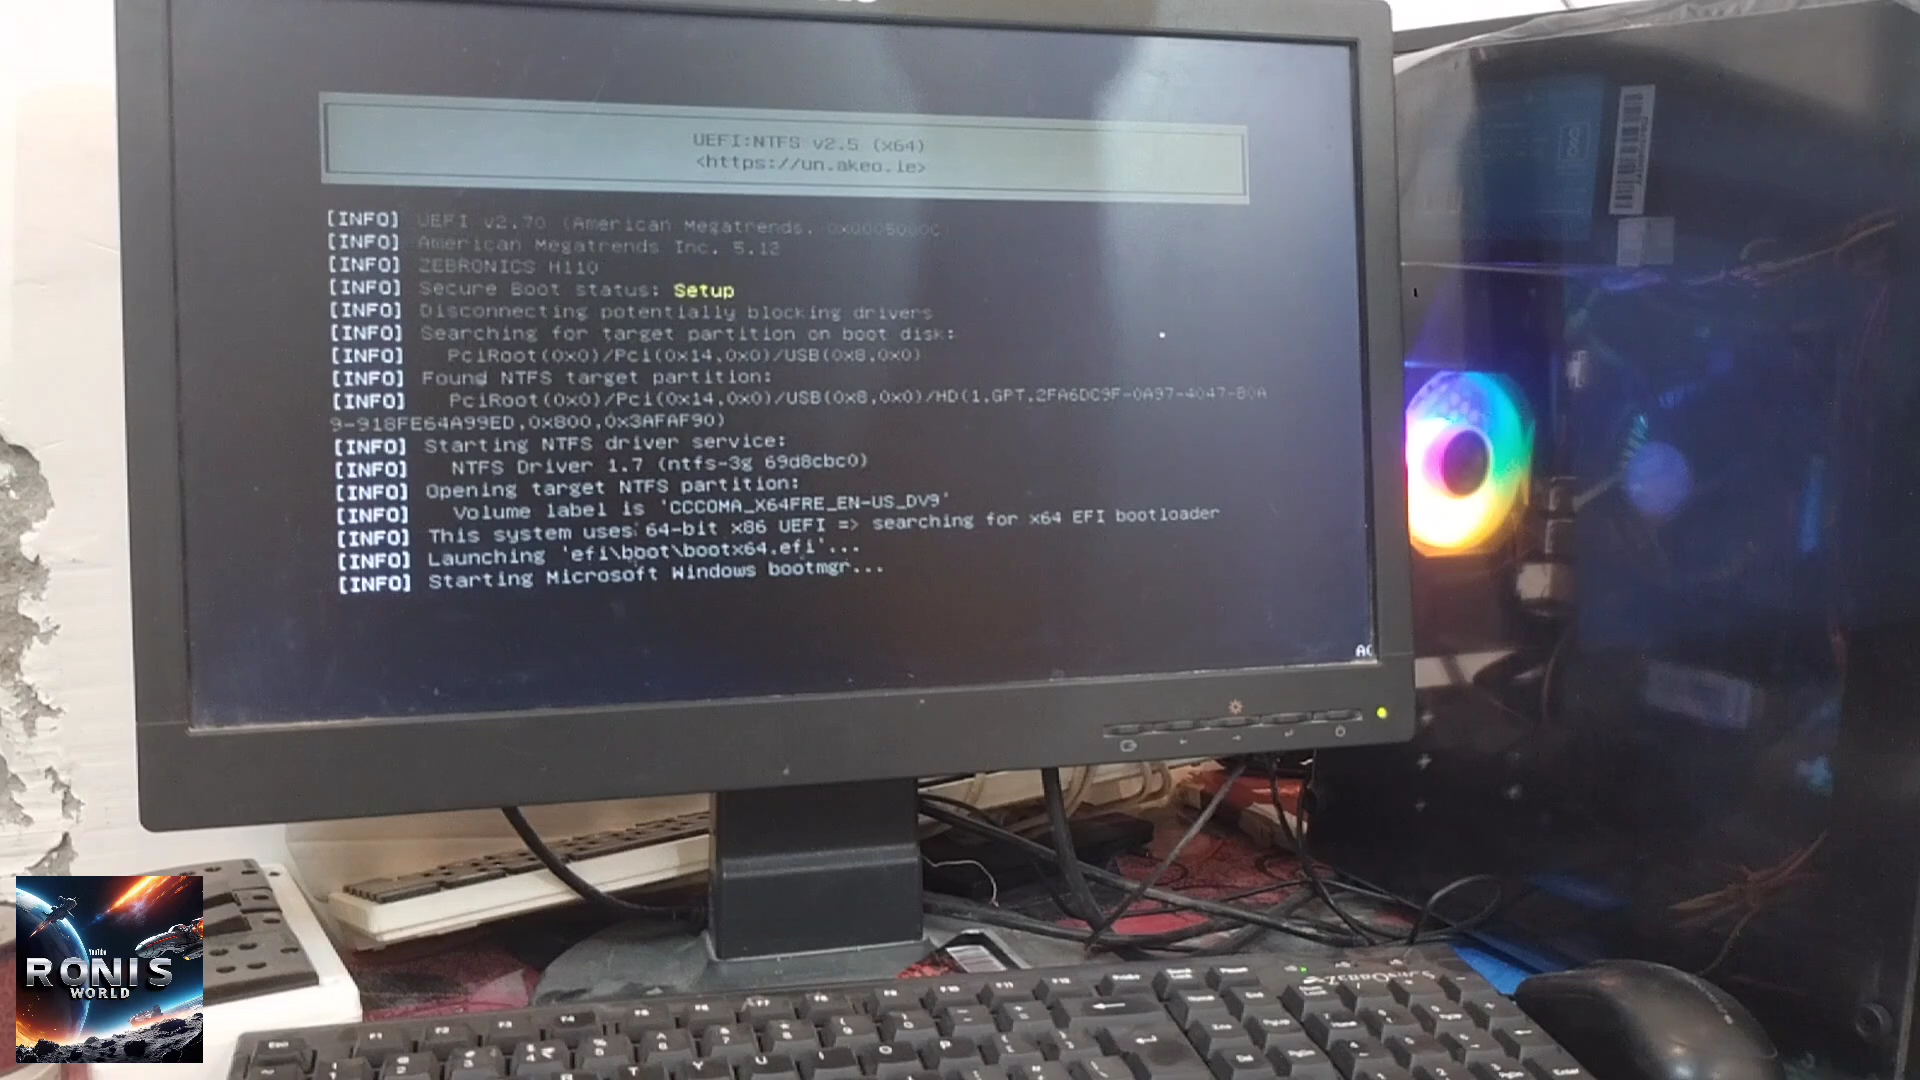 UEFI:NTFS v2.5 (x64)
<https://un.akeo.ie>
[INFO] UEFI v2.70 (American Megatrends, 0x0005000C)
[INFO] American Megatrends Inc. 5.12
[INFO] ZEBRONICS H110
[INFO] Secure Boot status: Setup
[INFO] Disconnecting potentially blocking drivers
[INFO] Searching for target partition on boot disk:
[INFO] PciRoot(0x0)/Pci(0x14,0x0)/USB(0x8,0x0)
[INFO] Found NTFS target partition:
[INFO] PciRoot(0x0)/Pci(0x14,0x0)/USB(0x8,0x0)/HD(1,GPT,2FA6DC9F-0A97-4047-80A
9-918FE64A99ED,0x800,0x3AFAF90)
[INFO] Starting NTFS driver service:
[INFO] NTFS Driver 1.7 (ntfs-3g 69d8cbc0)
[INFO] Opening target NTFS partition:
[INFO] Volume label is 'CCCOMA_X64FRE_EN-US_DV9'
[INFO] This system uses 64-bit x86 UEFI => searching for x64 EFI bootloader
[INFO] Launching 'efi\boot\bootx64.efi'...
[INFO] Starting Microsoft Windows bootmgr...
YouTube
RONIS
WORLD